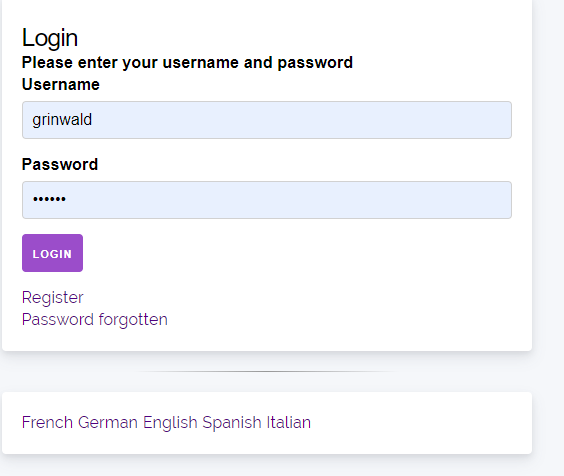 Login
Please enter your username and password
Username
grinwald
Password
••••••
LOGIN
Register
Password forgotten
French German English Spanish Italian